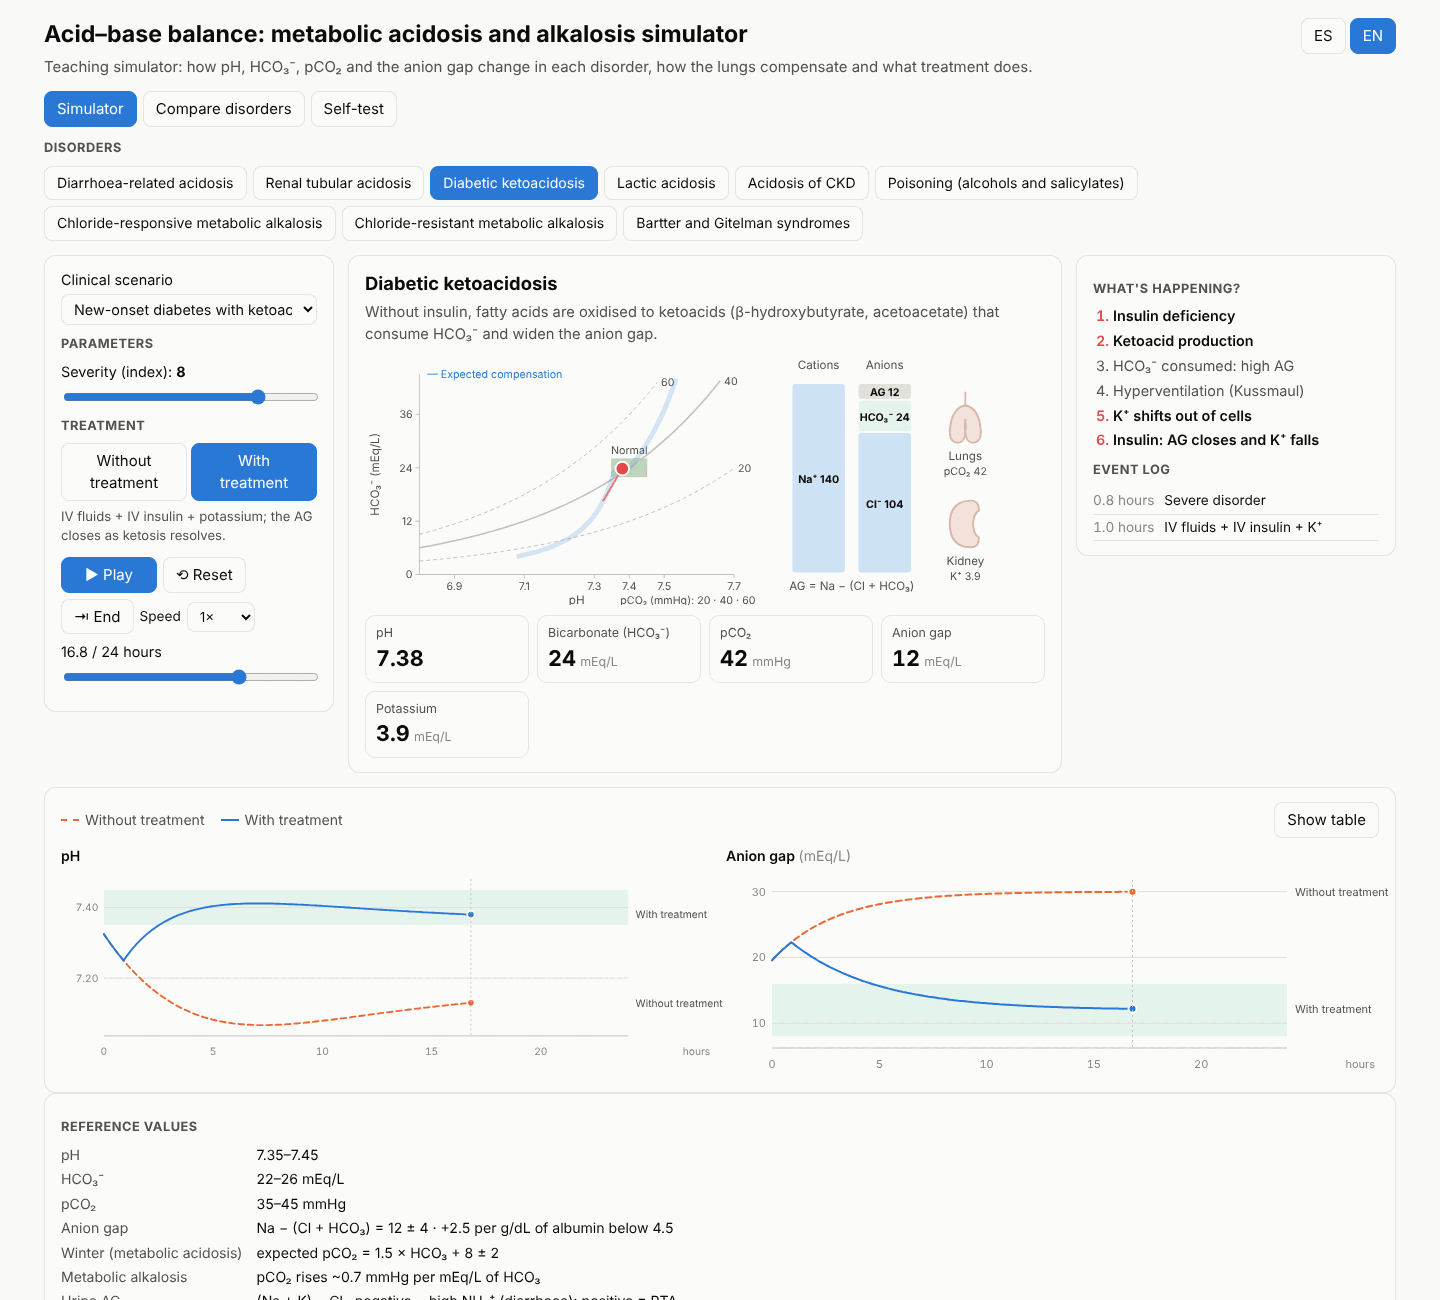 Acid–base balance: metabolic acidosis and alkalosis simulator
ES
EN
Teaching simulator: how pH, HCO₃⁻, pCO₂ and the anion gap change in each disorder, how the lungs compensate and what treatment does.
Simulator
Compare disorders
Self-test
DISORDERS
Diarrhoea-related acidosis
Renal tubular acidosis
Diabetic ketoacidosis
Lactic acidosis
Acidosis of CKD
Poisoning (alcohols and salicylates)
Chloride-responsive metabolic alkalosis
Chloride-resistant metabolic alkalosis
Bartter and Gitelman syndromes
Clinical scenario
New-onset diabetes with ketoac
PARAMETERS
Severity (index): 8
TREATMENT
Without
treatment
With
treatment
IV fluids + IV insulin + potassium; the AG
closes as ketosis resolves.
▶ Play
⟲ Reset
⇥ End
Speed
1×
16.8 / 24 hours
Diabetic ketoacidosis
Without insulin, fatty acids are oxidised to ketoacids (β-hydroxybutyrate, acetoacetate) that
consume HCO₃⁻ and widen the anion gap.
— Expected compensation
60
40
20
Normal
HCO₃⁻ (mEq/L)
36
24
12
0
6.9
7.1
7.3
7.4
7.5
7.7
pH
pCO₂ (mmHg): 20 · 40 · 60
Cations
Anions
AG 12
HCO₃⁻ 24
Na⁺ 140
Cl⁻ 104
AG = Na − (Cl + HCO₃)
Lungs
pCO₂ 42
Kidney
K⁺ 3.9
pH
7.38
Bicarbonate (HCO₃⁻)
24 mEq/L
pCO₂
42 mmHg
Anion gap
12 mEq/L
Potassium
3.9 mEq/L
WHAT'S HAPPENING?
1. Insulin deficiency
2. Ketoacid production
3. HCO₃⁻ consumed: high AG
4. Hyperventilation (Kussmaul)
5. K⁺ shifts out of cells
6. Insulin: AG closes and K⁺ falls
EVENT LOG
0.8 hours Severe disorder
1.0 hours IV fluids + IV insulin + K⁺
Without treatment
With treatment
Show table
pH
7.40
7.20
With treatment
Without treatment
0
5
10
15
20
hours
Anion gap (mEq/L)
30
20
10
Without treatment
With treatment
0
5
10
15
20
hours
REFERENCE VALUES
pH 7.35–7.45
HCO₃⁻ 22–26 mEq/L
pCO₂ 35–45 mmHg
Anion gap Na − (Cl + HCO₃) = 12 ± 4 · +2.5 per g/dL of albumin below 4.5
Winter (metabolic acidosis) expected pCO₂ = 1.5 × HCO₃ + 8 ± 2
Metabolic alkalosis pCO₂ rises ~0.7 mmHg per mEq/L of HCO₃